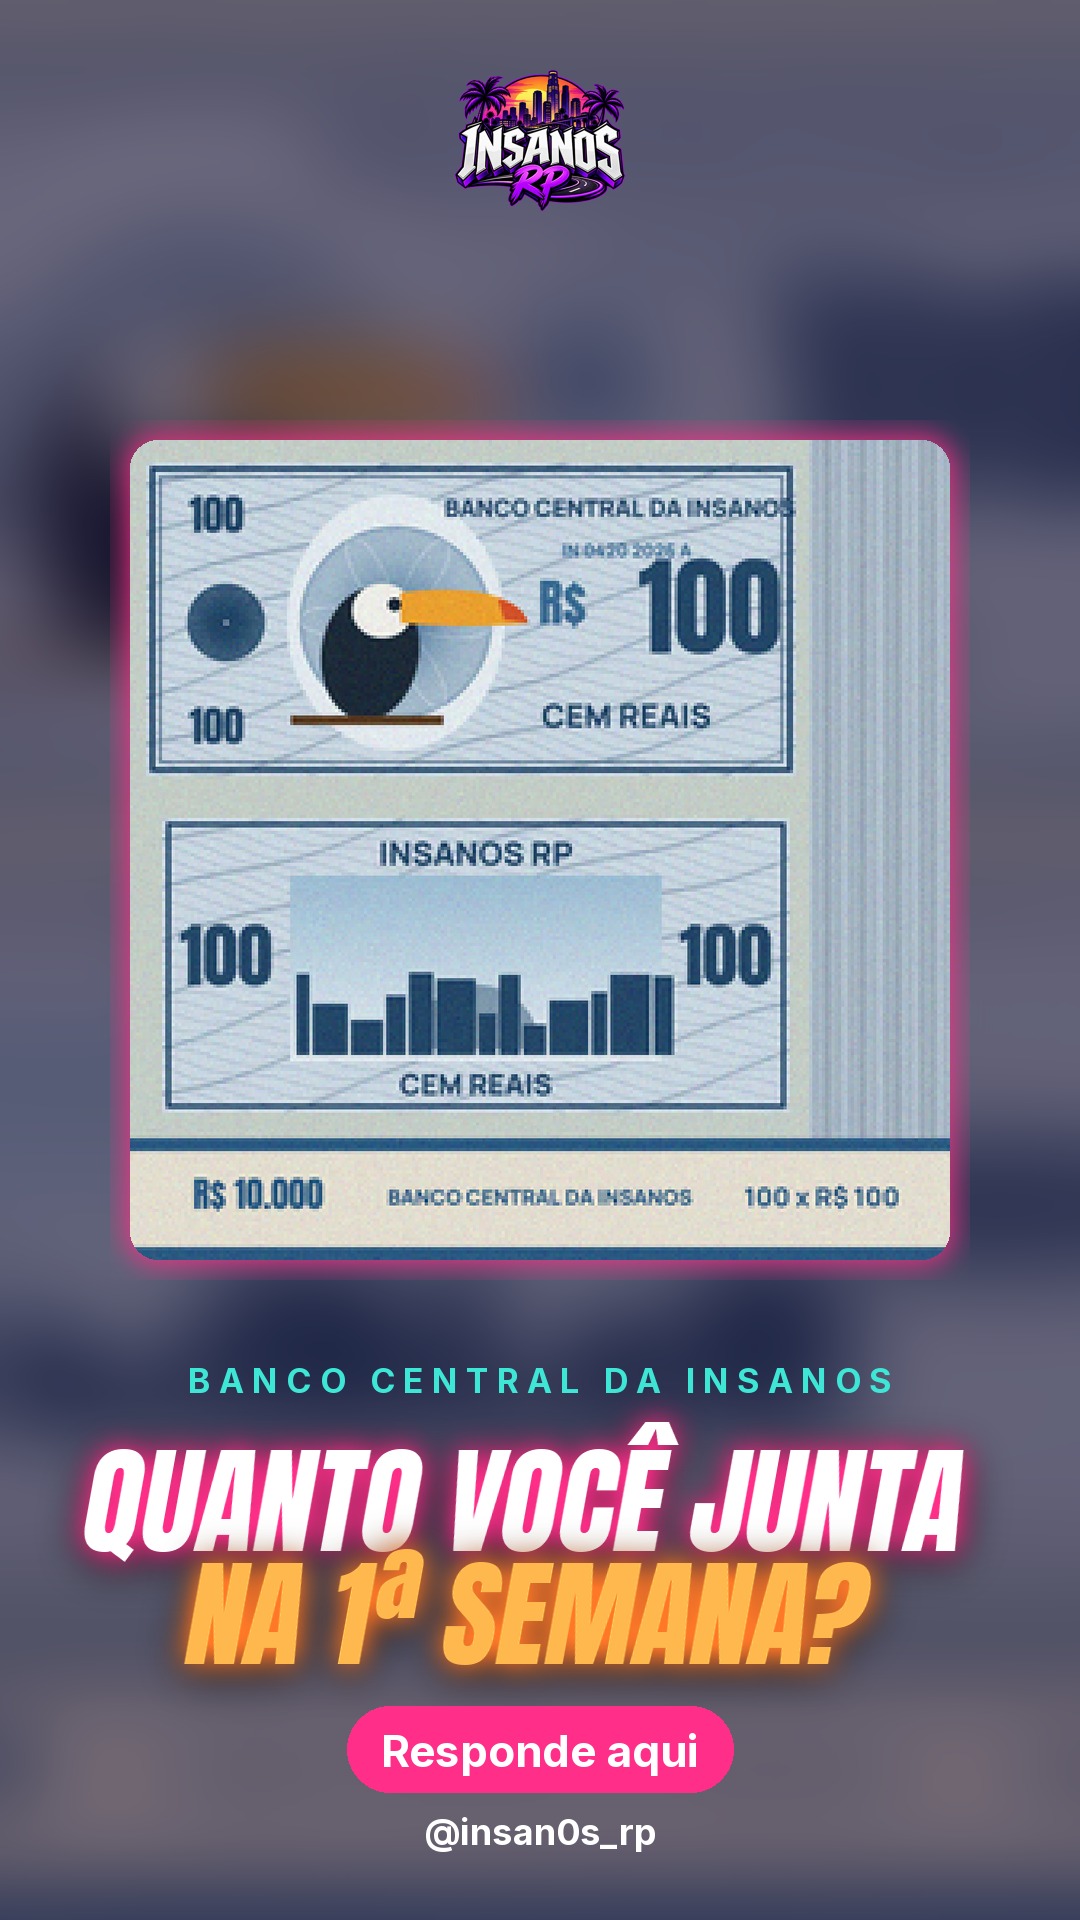 INSANOS
RP
100
BANCO CENTRAL DA INSANOS
R$ 100
CEM REAIS
100
INSANOS RP
100
100
CEM REAIS
R$ 10.000
BANCO CENTRAL DA INSANOS
100 x R$ 100
BANCO CENTRAL DA INSANOS
QUANTO VOCÊ JUNTA
NA 1ª SEMANA?
Responde aqui
@insan0s_rp